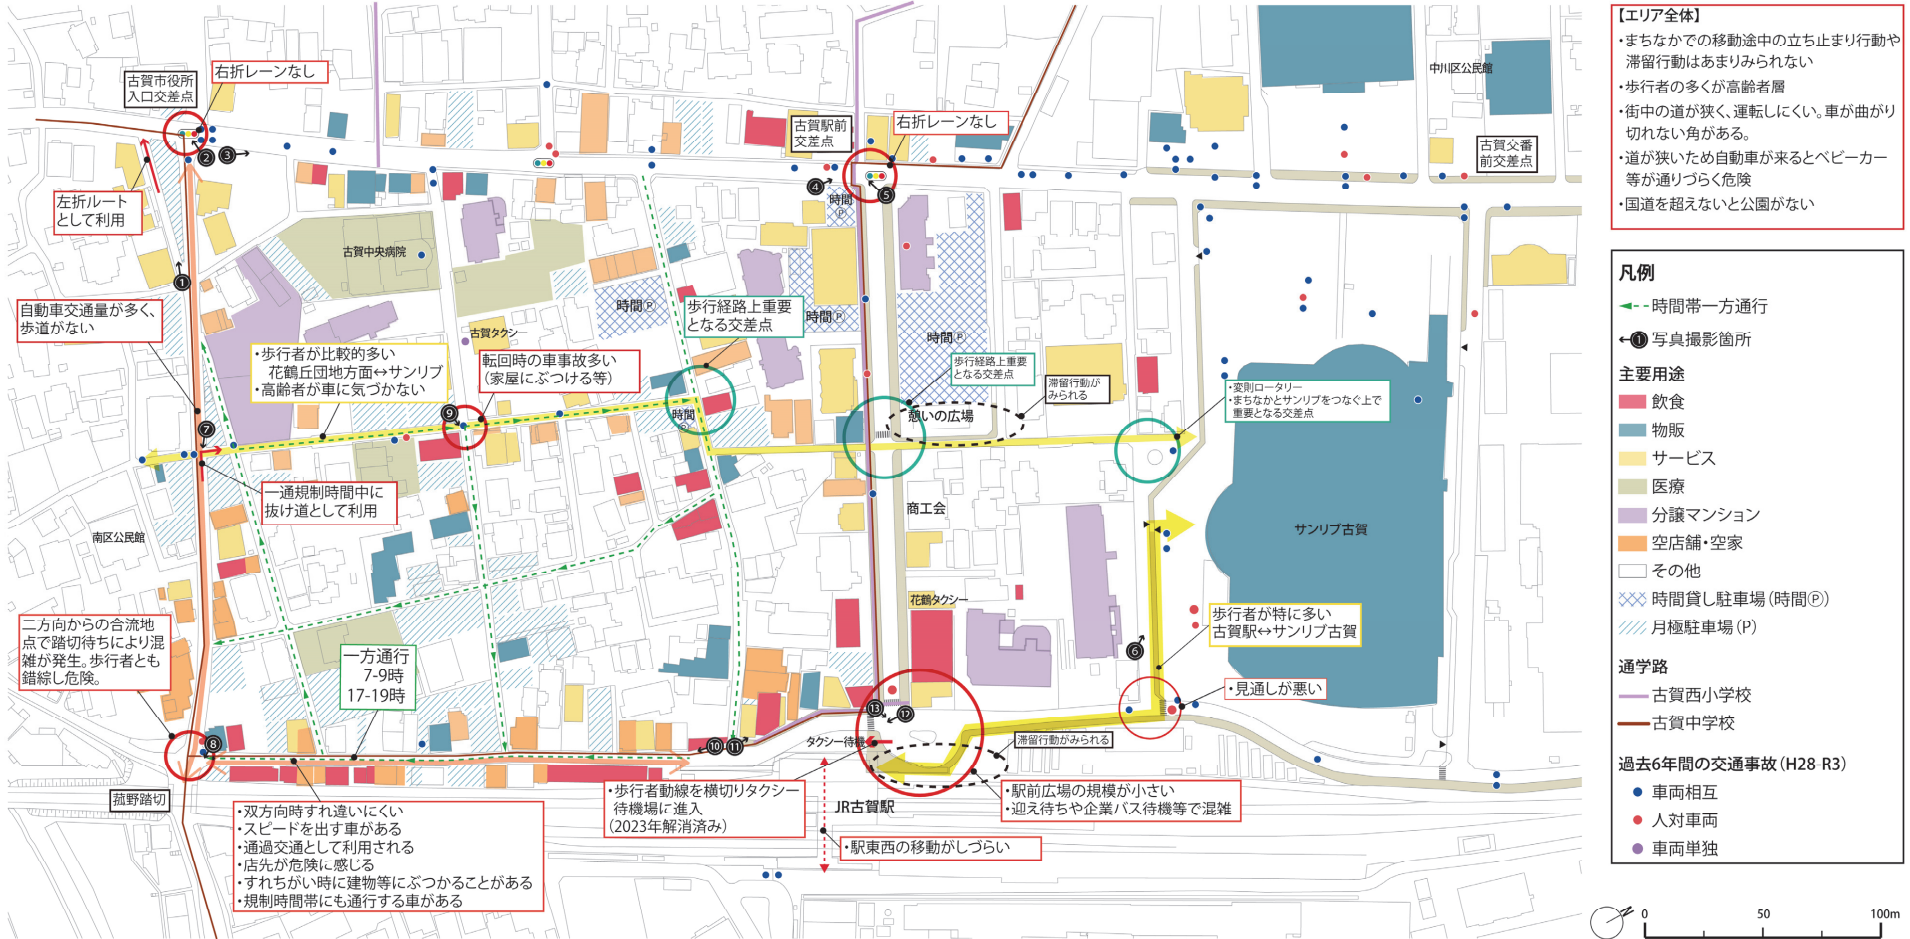 古賀市役所
入口交差点
右折レーンなし
❷
❸
左折ルート
として利用
❶
自動車交通量が多く、
歩道がない
古賀中央病院
古賀タクシー
・歩行者が比較的多い
花鶴丘団地方面↔サンリブ
・高齢者が車に気づかない
転回時の車事故多い
（家屋にぶつける等）
❾
❼
一通規制時間中に
抜け道として利用
南区公民館
二方向からの合流地
点で踏切待ちにより混
雑が発生。歩行者とも
錯綜し危険。
一方通行
7-9時
17-19時
❽
菰野踏切
・双方向時すれ違いにくい
・スピードを出す車がある
・通過交通として利用される
・店先が危険に感じる
・すれちがい時に建物等にぶつかることがある
・規制時間帯にも通行する車がある
古賀駅前
交差点
右折レーンなし
❹
❺
時間
Ⓟ
時間Ⓟ
時間Ⓟ
時間Ⓟ
時間
Ⓟ
歩行経路上重要
となる交差点
歩行経路上重要
となる交差点
滞留行動が
みられる
憩いの広場
・変則ロータリー
・まちなかとサンリブをつなぐ上で
重要となる交差点
商工会
花鶴タクシー
サンリブ古賀
❻
歩行者が特に多い
古賀駅↔サンリブ古賀
・見通しが悪い
⓭
⓬
❿
⓫
タクシー待機
滞留行動がみられる
・歩行者動線を横切りタクシー
待機場に進入
（2023年解消済み）
JR古賀駅
・駅前広場の規模が小さい
・迎え待ちや企業バス待機等で混雑
・駅東西の移動がしづらい
中川区公民館
古賀交番
前交差点
【エリア全体】
・まちなかでの移動途中の立ち止まり行動や
滞留行動はあまりみられない
・歩行者の多くが高齢者層
・街中の道が狭く、運転しにくい。車が曲がり
切れない角がある。
・道が狭いため自動車が来るとベビーカー
等が通りづらく危険
・国道を超えないと公園がない
凡例
時間帯一方通行
❶写真撮影箇所
主要用途
飲食
物販
サービス
医療
分譲マンション
空店舗・空家
その他
時間貸し駐車場（時間Ⓟ）
月極駐車場（P）
通学路
古賀西小学校
古賀中学校
過去6年間の交通事故（H28-R3）
車両相互
人対車両
車両単独
N
0 50 100m